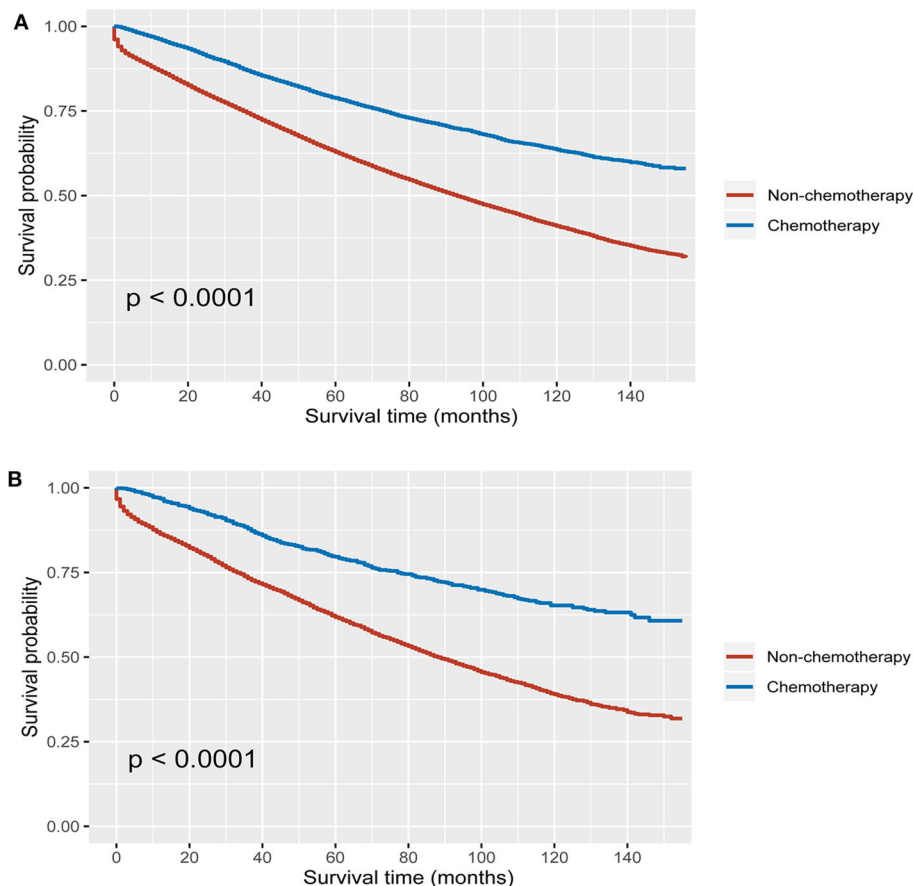 A
1.00
0.75
0.50
0.25
0.00
Survival probability
p < 0.0001
0 20 40 60 80 100 120 140
Survival time (months)
Non-chemotherapy
Chemotherapy
B
1.00
0.75
0.50
0.25
0.00
Survival probability
p < 0.0001
0 20 40 60 80 100 120 140
Survival time (months)
Non-chemotherapy
Chemotherapy